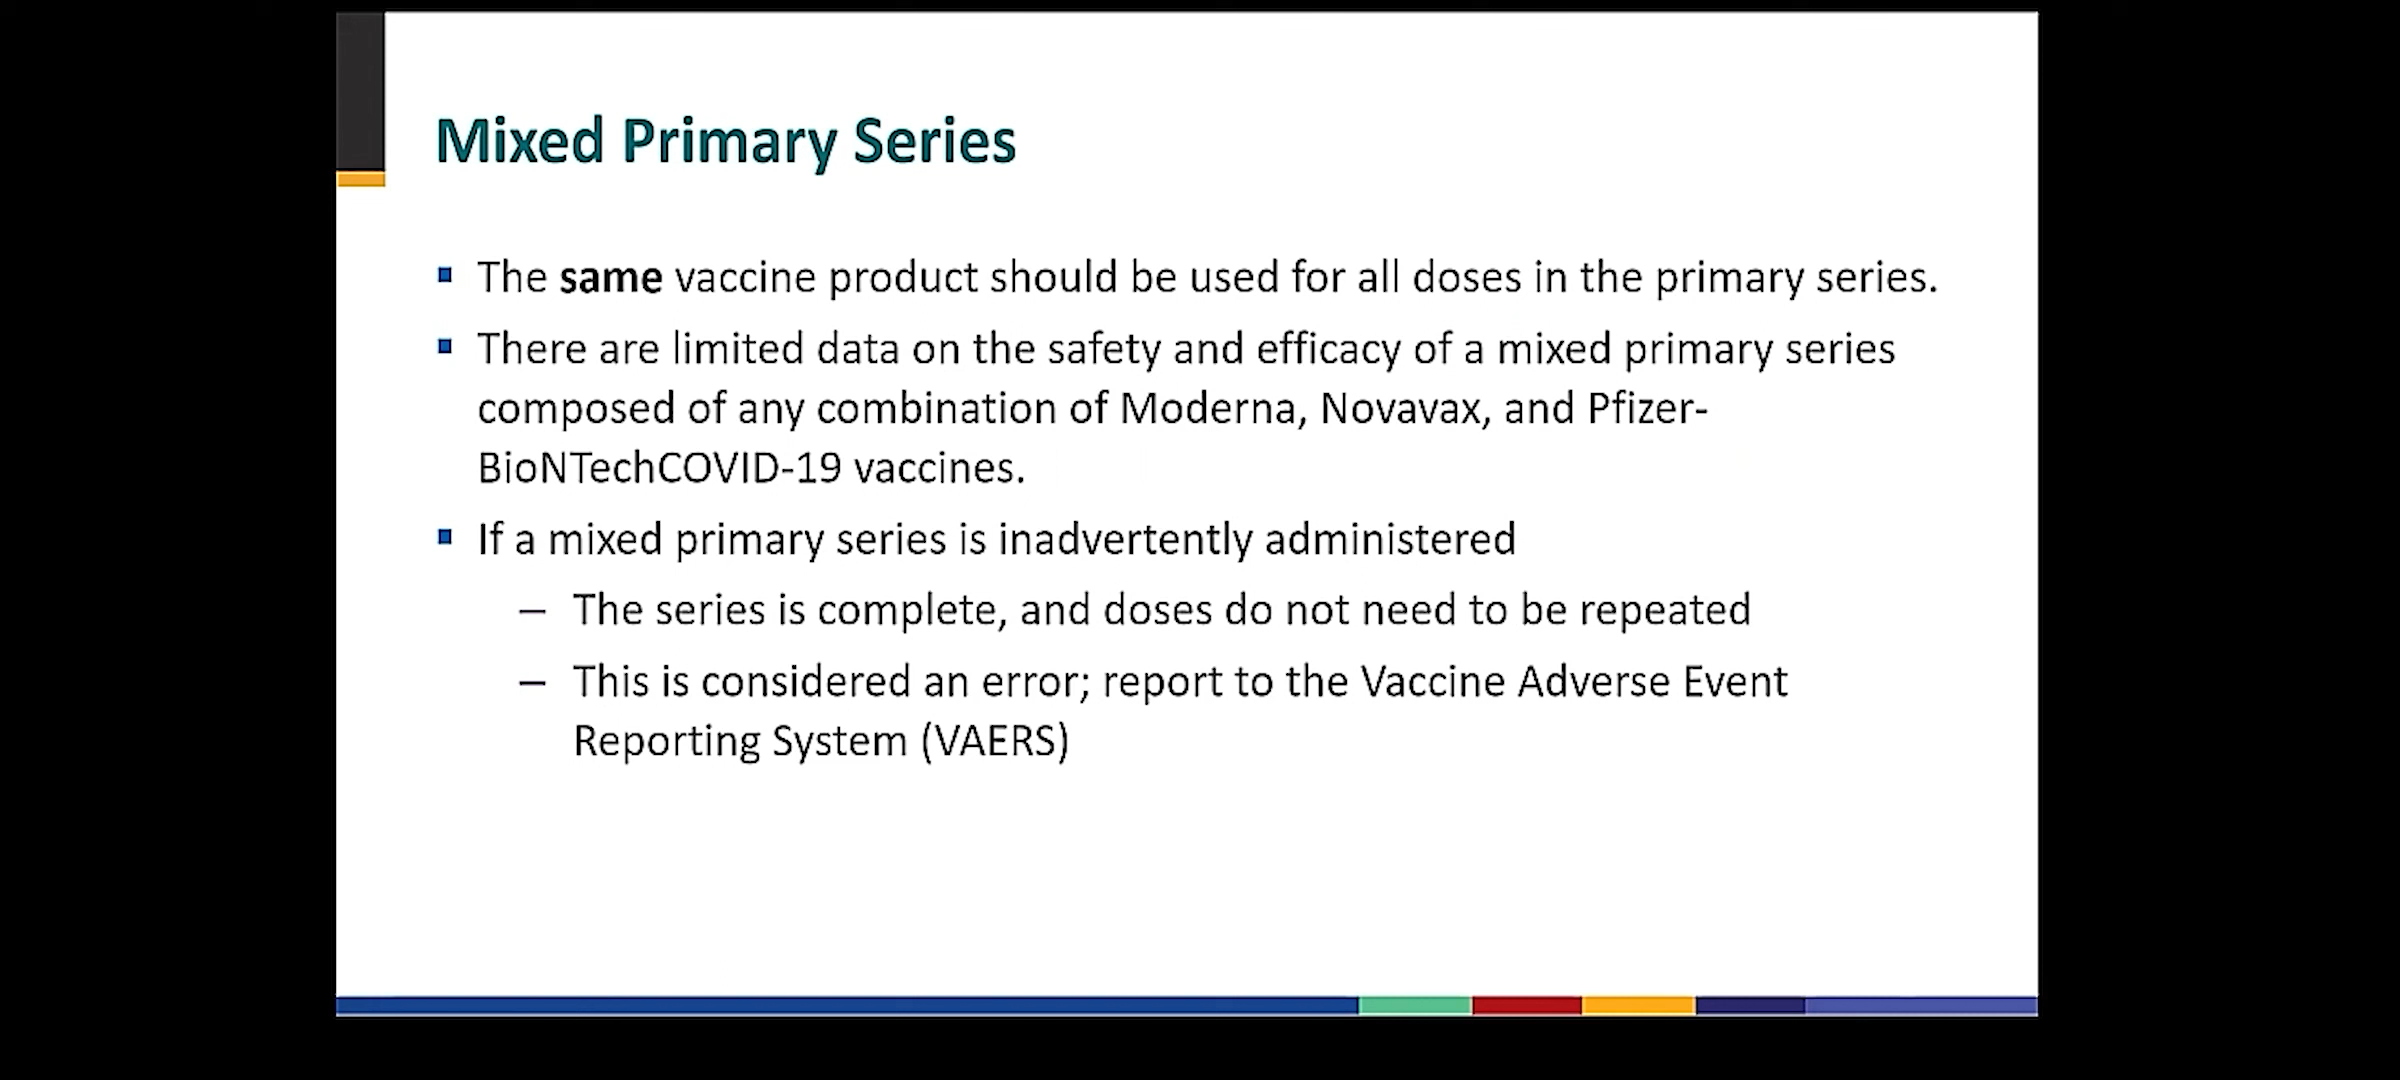 Mixed Primary Series
▪ The same vaccine product should be used for all doses in the primary series.
▪ There are limited data on the safety and efficacy of a mixed primary series
composed of any combination of Moderna, Novavax, and Pfizer-
BioNTechCOVID-19 vaccines.
▪ If a mixed primary series is inadvertently administered
– The series is complete, and doses do not need to be repeated
– This is considered an error; report to the Vaccine Adverse Event
Reporting System (VAERS)